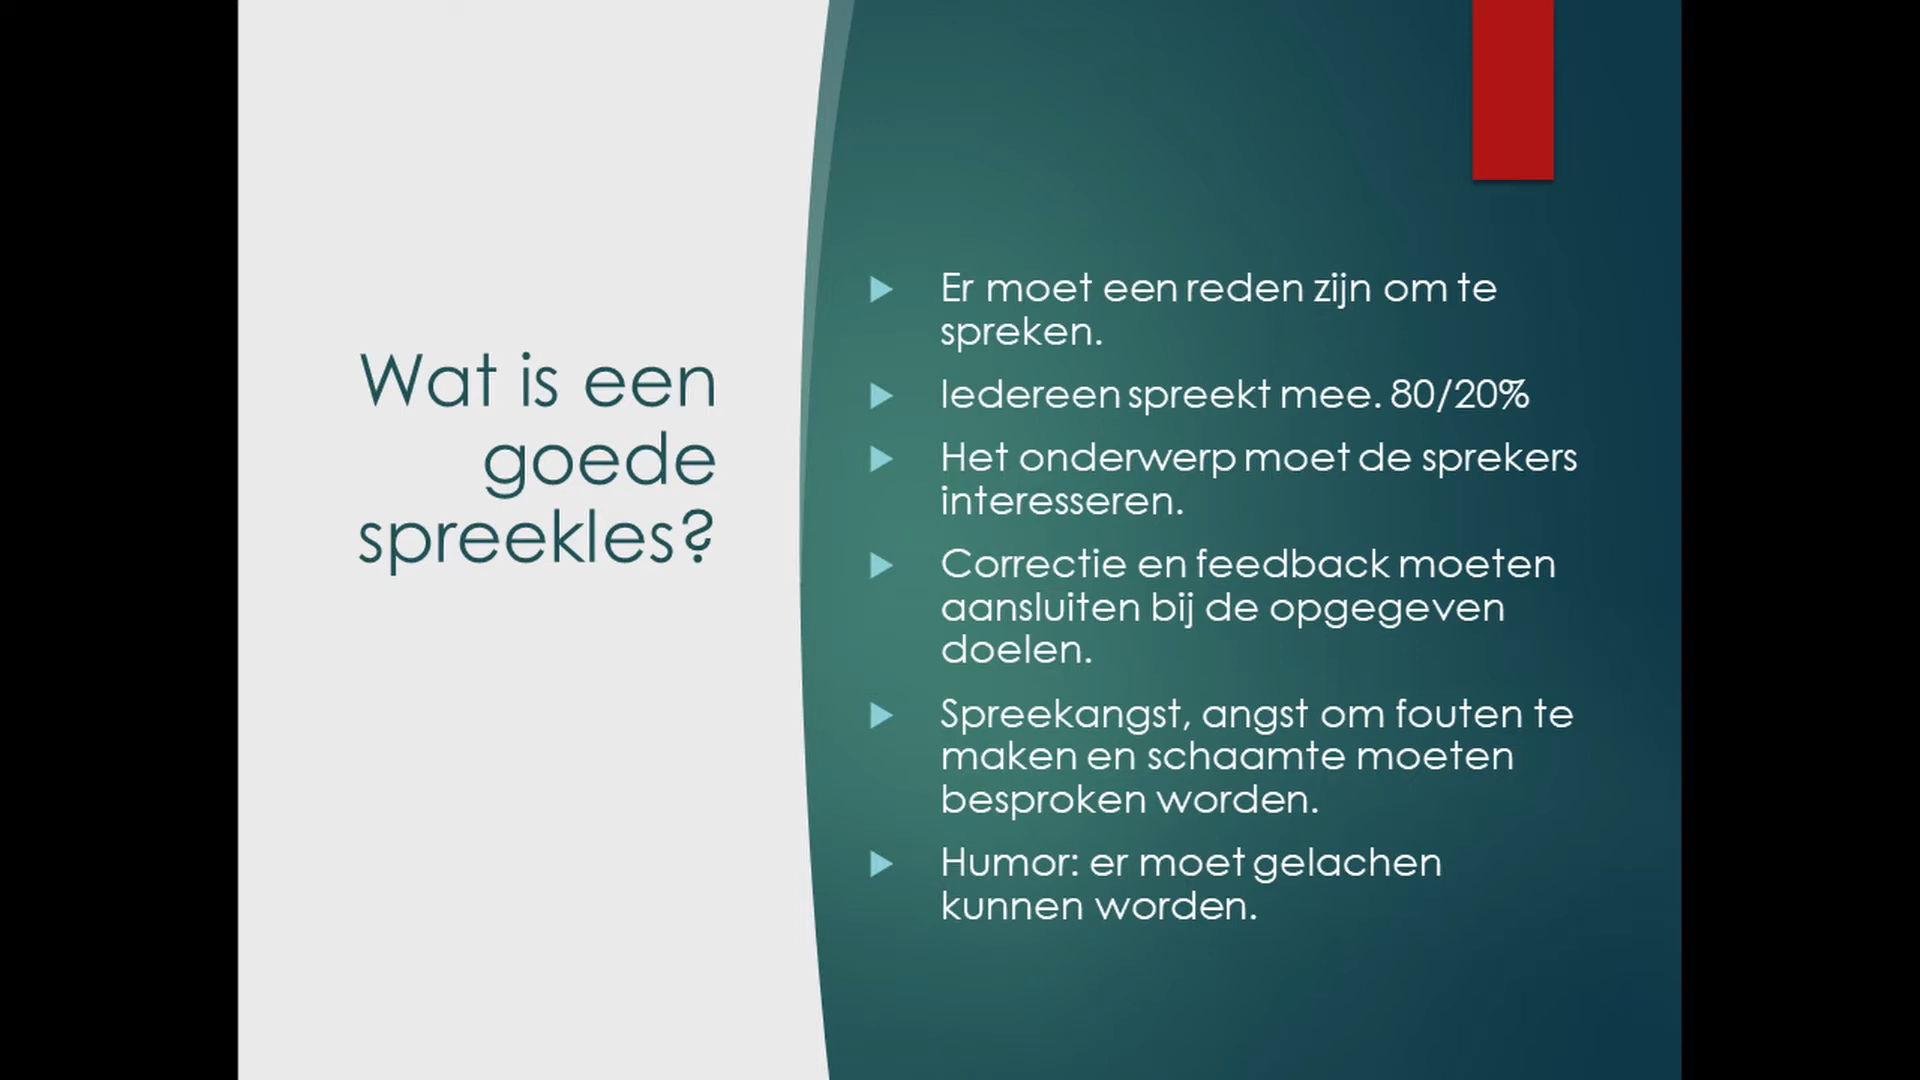 Wat is een
goede
spreekles?
Er moet een reden zijn om te
spreken.
Iedereen spreekt mee. 80/20%
Het onderwerp moet de sprekers
interesseren.
Correctie en feedback moeten
aansluiten bij de opgegeven
doelen.
Spreekangst, angst om fouten te
maken en schaamte moeten
besproken worden.
Humor: er moet gelachen
kunnen worden.